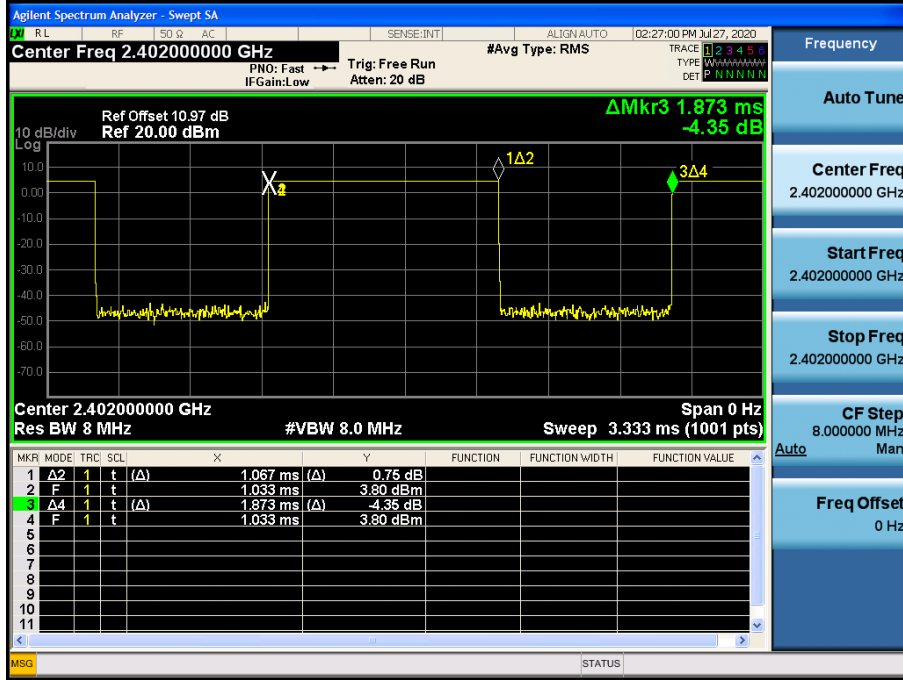 Agilent Spectrum Analyzer - Swept SA
LXI RL RF 50 Ω AC SENSE:INT ALIGN AUTO 02:27:00 PM Jul 27, 2020
Center Freq 2.402000000 GHz #Avg Type: RMS TRACE 1 2 3 4 5 6
PNO: Fast Trig: Free Run TYPE WWWWWW
IFGain:Low Atten: 20 dB DET P N N N N N
Frequency
Auto Tune
Center Freq
2.402000000 GHz
Start Freq
2.402000000 GHz
Stop Freq
2.402000000 GHz
CF Step
8.000000 MHz
Auto Man
Freq Offset
0 Hz
ΔMkr3 1.873 ms
-4.35 dB
Ref Offset 10.97 dB
10 dB/div Ref 20.00 dBm
Log
1Δ2
3Δ4
10.0
0.00
-10.0
-20.0
-30.0
-40.0
-50.0
-60.0
-70.0
Center 2.402000000 GHz Span 0 Hz
Res BW 8 MHz #VBW 8.0 MHz Sweep 3.333 ms (1001 pts)
MKR MODE TRC SCL X Y FUNCTION FUNCTION WIDTH FUNCTION VALUE
1 Δ2 1 t (Δ) 1.067 ms (Δ) 0.75 dB
2 F 1 t 1.033 ms 3.80 dBm
3 Δ4 1 t (Δ) 1.873 ms (Δ) -4.35 dB
4 F 1 t 1.033 ms 3.80 dBm
5
6
7
8
9
10
11
MSG STATUS